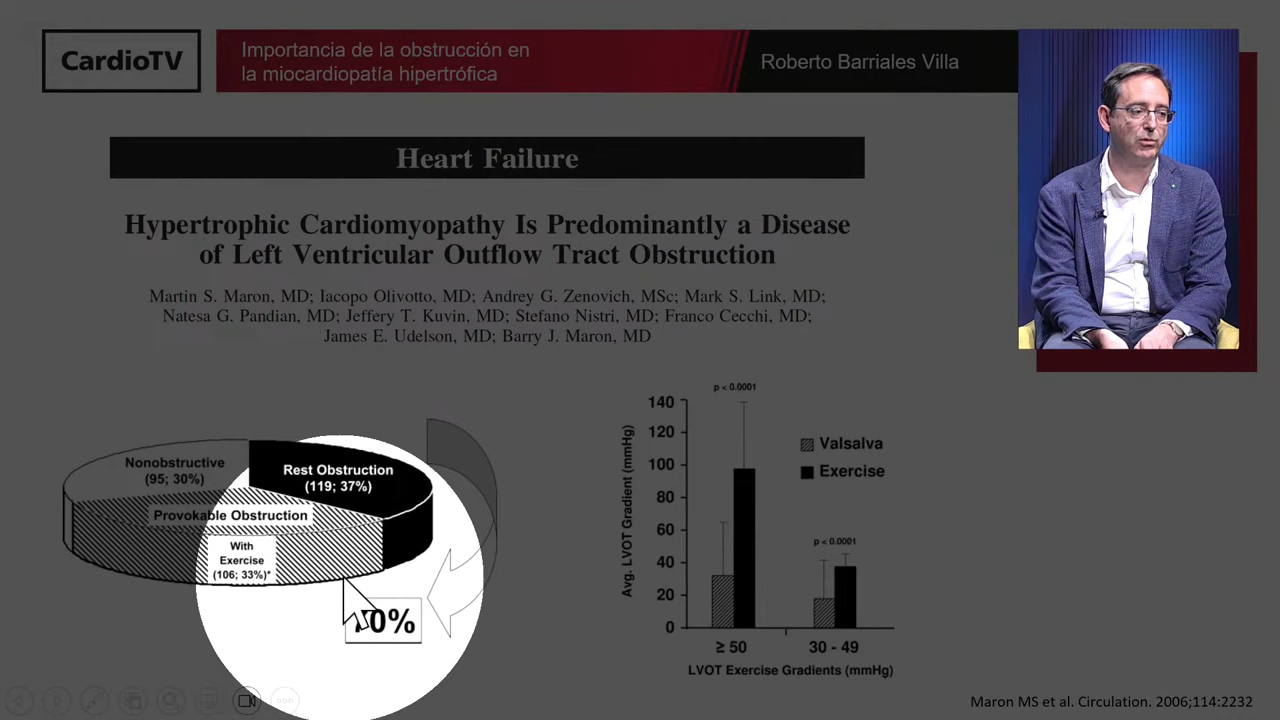 CardioTV
Importancia de la obstrucción en
la miocardiopatía hipertrófica
Roberto Barriales Villa
Heart Failure
Hypertrophic Cardiomyopathy Is Predominantly a Disease
of Left Ventricular Outflow Tract Obstruction
Martin S. Maron, MD; Iacopo Olivotto, MD; Andrey G. Zenovich, MSc; Mark S. Link, MD;
Natesa G. Pandian, MD; Jeffery T. Kuvin, MD; Stefano Nistri, MD; Franco Cecchi, MD;
James E. Udelson, MD; Barry J. Maron, MD
Nonobstructive
(95; 30%)
Rest Obstruction
(119; 37%)
Provokable Obstruction
With
Exercise
(106; 33%)*
p < 0.0001
140
120
100
80
60
40
20
0
Avg. LVOT Gradient (mmHg)
Valsalva
Exercise
p < 0.0001
≥ 50
30 - 49
LVOT Exercise Gradients (mmHg)
Maron MS et al. Circulation. 2006;114:2232